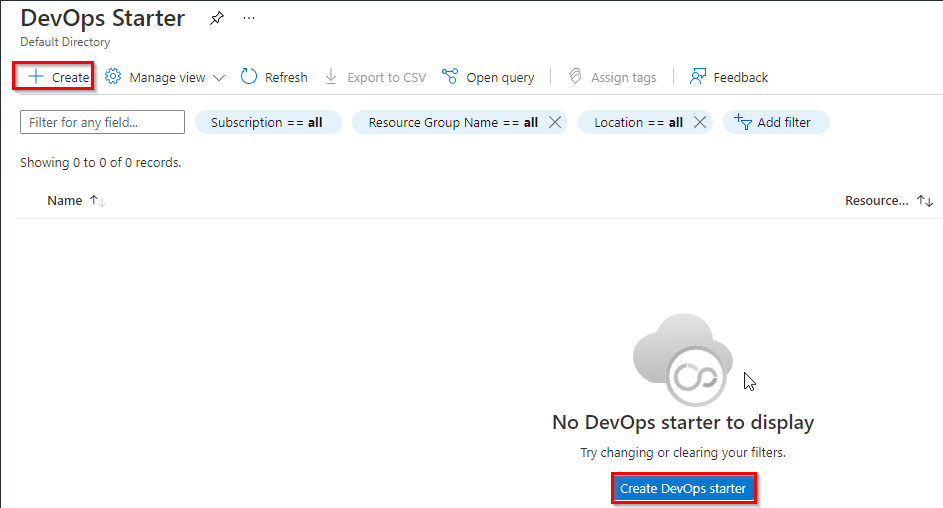 DevOps Starter ...
Default Directory
+ Create Manage view Refresh Export to CSV Open query Assign tags Feedback
Filter for any field... Subscription == all Resource Group Name == all Location == all Add filter
Showing 0 to 0 of 0 records.
Name Resource...
No DevOps starter to display
Try changing or clearing your filters.
Create DevOps starter